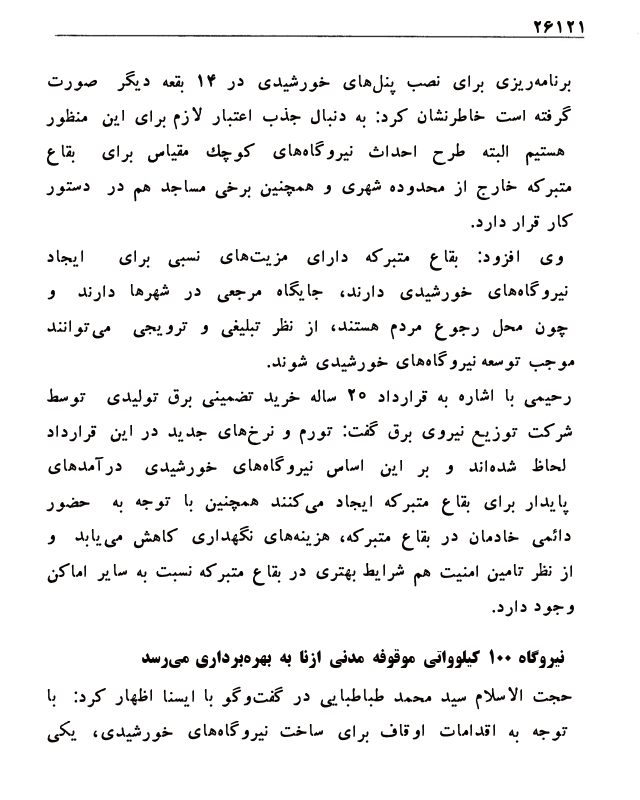 ۲۶۱۲۱
برنامه‌ریزی برای نصب پنل‌های خورشیدی در ۱۴ بقعه دیگر صورت
گرفته است خاطرنشان کرد: به دنبال جذب اعتبار لازم برای این منظور
هستیم البته طرح احداث نیروگاه‌های کوچك مقیاس برای بقاع
متبرکه خارج از محدوده شهری و همچنین برخی مساجد هم در دستور
کار قرار دارد.
وی افزود: بقاع متبرکه دارای مزیت‌های نسبی برای ایجاد
نیروگاه‌های خورشیدی دارند، جایگاه مرجعی در شهرها دارند و
چون محل رجوع مردم هستند، از نظر تبلیغی و ترویجی می‌توانند
موجب توسعه نیروگاه‌های خورشیدی شوند.
رحیمی با اشاره به قرارداد ۲۰ ساله خرید تضمینی برق تولیدی توسط
شرکت توزیع نیروی برق گفت: تورم و نرخ‌های جدید در این قرارداد
لحاظ شده‌اند و بر این اساس نیروگاه‌های خورشیدی درآمدهای
پایدار برای بقاع متبرکه ایجاد می‌کنند همچنین با توجه به حضور
دائمی خادمان در بقاع متبرکه، هزینه‌های نگهداری کاهش می‌یابد و
از نظر تامین امنیت هم شرایط بهتری در بقاع متبرکه نسبت به سایر اماکن
وجود دارد.
نیروگاه ۱۰۰ کیلوواتی موقوفه مدنی ازنا به بهره‌برداری می‌رسد
حجت الاسلام سید محمد طباطبایی در گفت‌وگو با ایسنا اظهار کرد: با
توجه به اقدامات اوقاف برای ساخت نیروگاه‌های خورشیدی، یکی